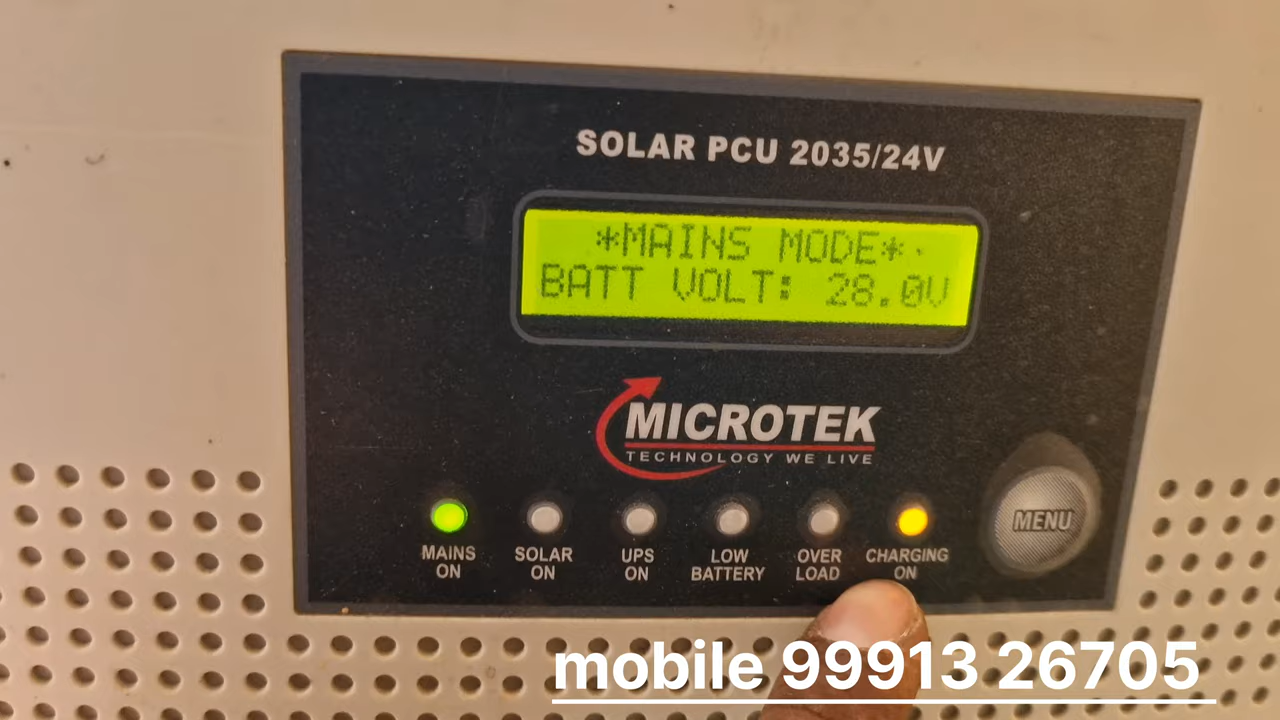 SOLAR PCU 2035/24V
*MAINS MODE*
BATT VOLT: 28.0V
MICROTEK
TECHNOLOGY WE LIVE
MAINS ON
SOLAR ON
UPS ON
LOW BATTERY
OVER LOAD
CHARGING ON
MENU
mobile 99913 26705